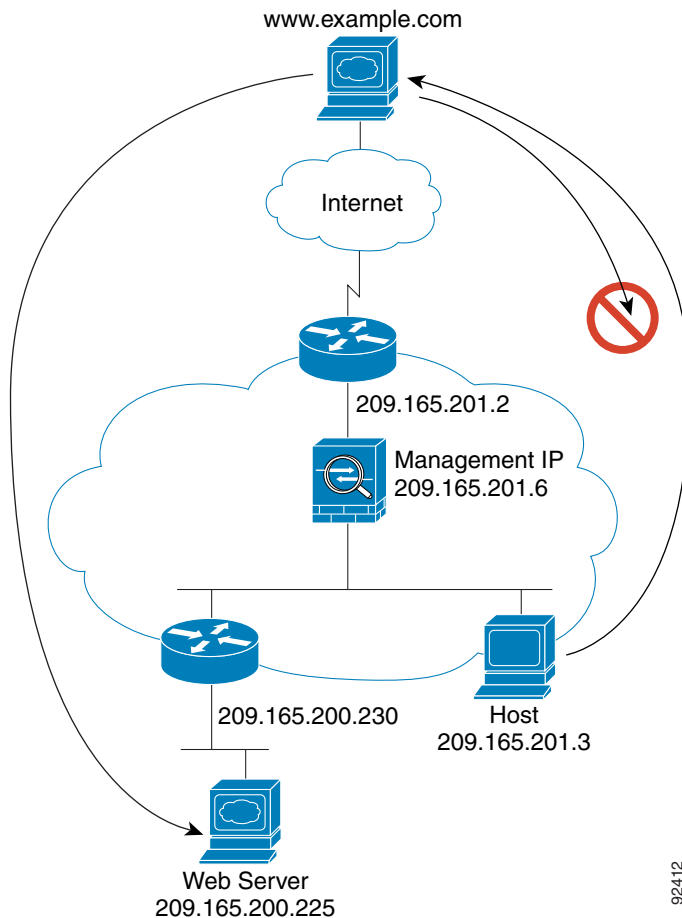 www.example.com
Internet
209.165.201.2
Management IP
209.165.201.6
209.165.200.230
Host
209.165.201.3
Web Server
209.165.200.225
92412